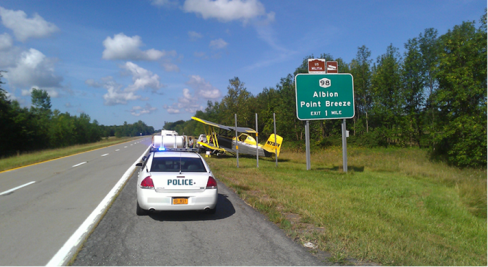 98
Albion
Point Breeze
EXIT 1 MILE
POLICE